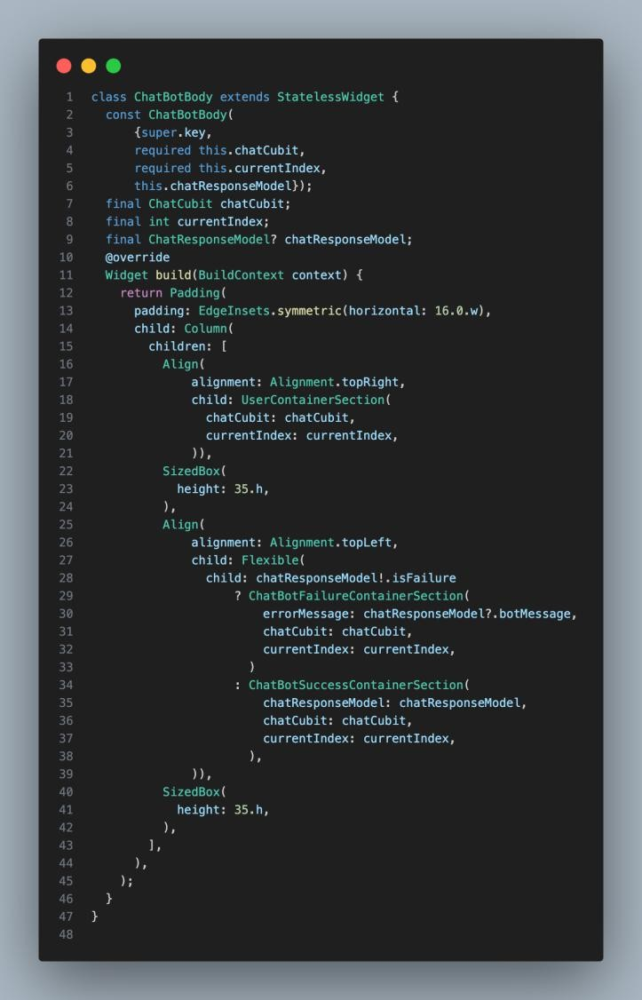 1 class ChatBotBody extends StatelessWidget {
2   const ChatBotBody(
3       {super.key,
4       required this.chatCubit,
5       required this.currentIndex,
6       this.chatResponseModel});
7   final ChatCubit chatCubit;
8   final int currentIndex;
9   final ChatResponseModel? chatResponseModel;
10   @override
11   Widget build(BuildContext context) {
12     return Padding(
13       padding: EdgeInsets.symmetric(horizontal: 16.0.w),
14       child: Column(
15         children: [
16           Align(
17               alignment: Alignment.topRight,
18               child: UserContainerSection(
19                 chatCubit: chatCubit,
20                 currentIndex: currentIndex,
21               )),
22           SizedBox(
23             height: 35.h,
24           ),
25           Align(
26               alignment: Alignment.topLeft,
27               child: Flexible(
28                 child: chatResponseModel!.isFailure
29                     ? ChatBotFailureContainerSection(
30                         errorMessage: chatResponseModel?.botMessage,
31                         chatCubit: chatCubit,
32                         currentIndex: currentIndex,
33                       )
34                     : ChatBotSuccessContainerSection(
35                         chatResponseModel: chatResponseModel,
36                         chatCubit: chatCubit,
37                         currentIndex: currentIndex,
38                       ),
39               )),
40           SizedBox(
41             height: 35.h,
42           ),
43         ],
44       ),
45     );
46   }
47 }
48